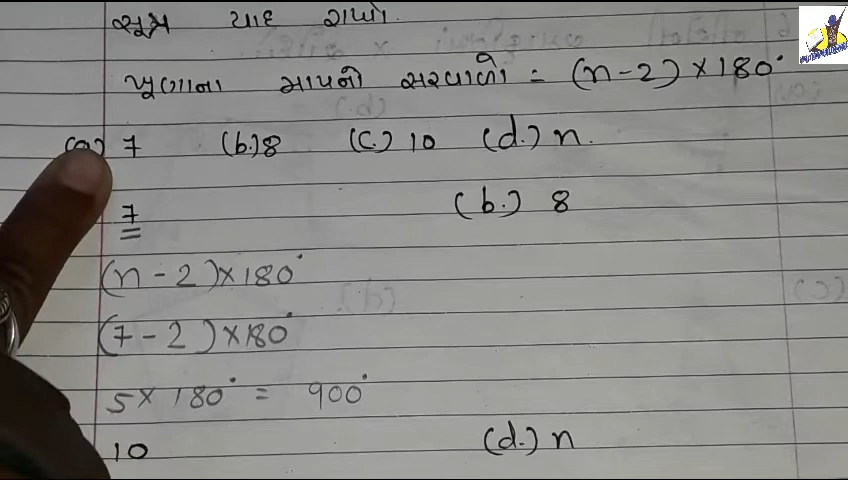 સૂત્ર યાદ રાખો.
ખૂણાના માપની સરવાળો = (n-2) × 180°
(a) 7 (b.) 8 (c.) 10 (d.) n.
7 (b.) 8
(n - 2) × 180°
(7 - 2) × 180°
5 × 180° = 900°
10 (d.) n